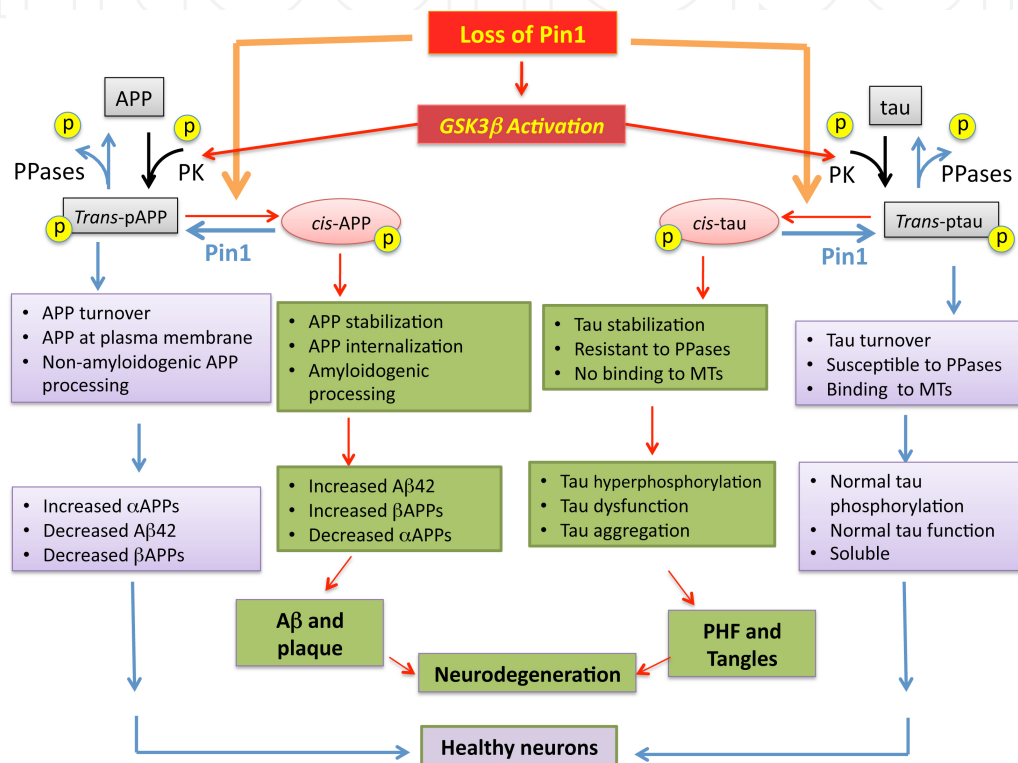 Loss of Pin1
GSK3β Activation
APP
p
p
PPases
PK
Trans-pAPP
p
cis-APP
p
Pin1
tau
p
p
PK
PPases
cis-tau
p
Trans-ptau
p
Pin1
• APP turnover
• APP at plasma membrane
• Non-amyloidogenic APP
processing
• APP stabilization
• APP internalization
• Amyloidogenic
processing
• Tau stabilization
• Resistant to PPases
• No binding to MTs
• Tau turnover
• Susceptible to PPases
• Binding to MTs
• Increased αAPPs
• Decreased Aβ42
• Decreased βAPPs
• Increased Aβ42
• Increased βAPPs
• Decreased αAPPs
• Tau hyperphosphorylation
• Tau dysfunction
• Tau aggregation
• Normal tau
phosphorylation
• Normal tau function
• Soluble
Aβ and
plaque
PHF and
Tangles
Neurodegeneration
Healthy neurons